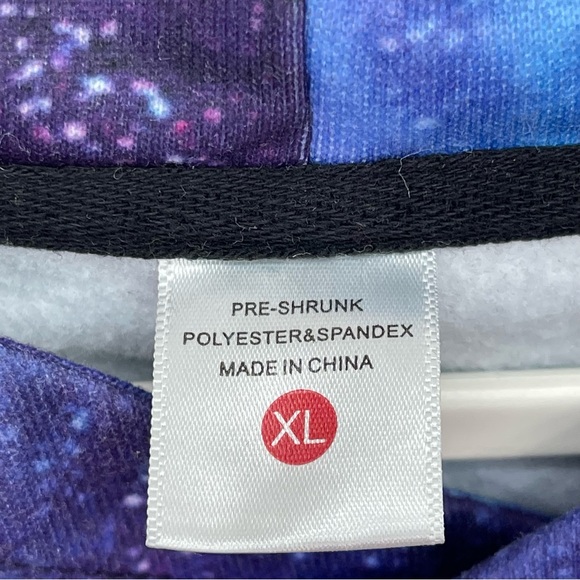 PRE-SHRUNK
POLYESTER&SPANDEX
MADE IN CHINA
XL